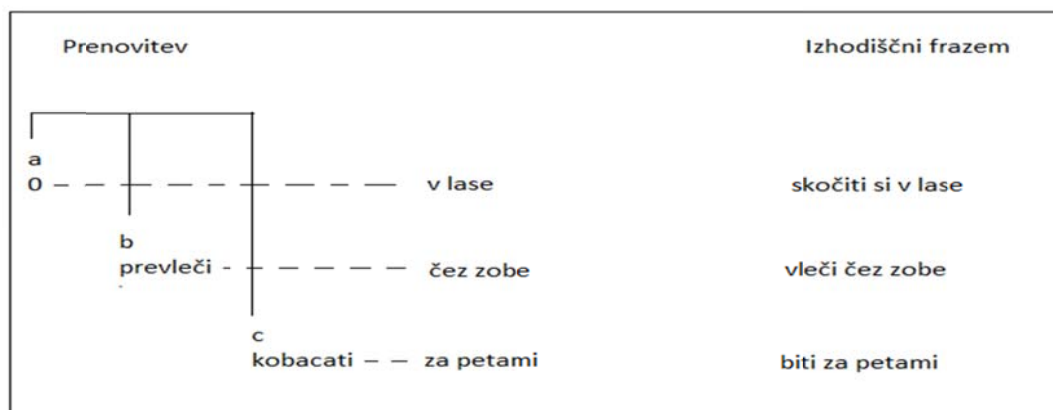 Prenovitev Izhodiščni frazem
a
0 v lase skočiti si v lase
b
prevleči čez zobe vleči čez zobe
c
kobacati za petami biti za petami